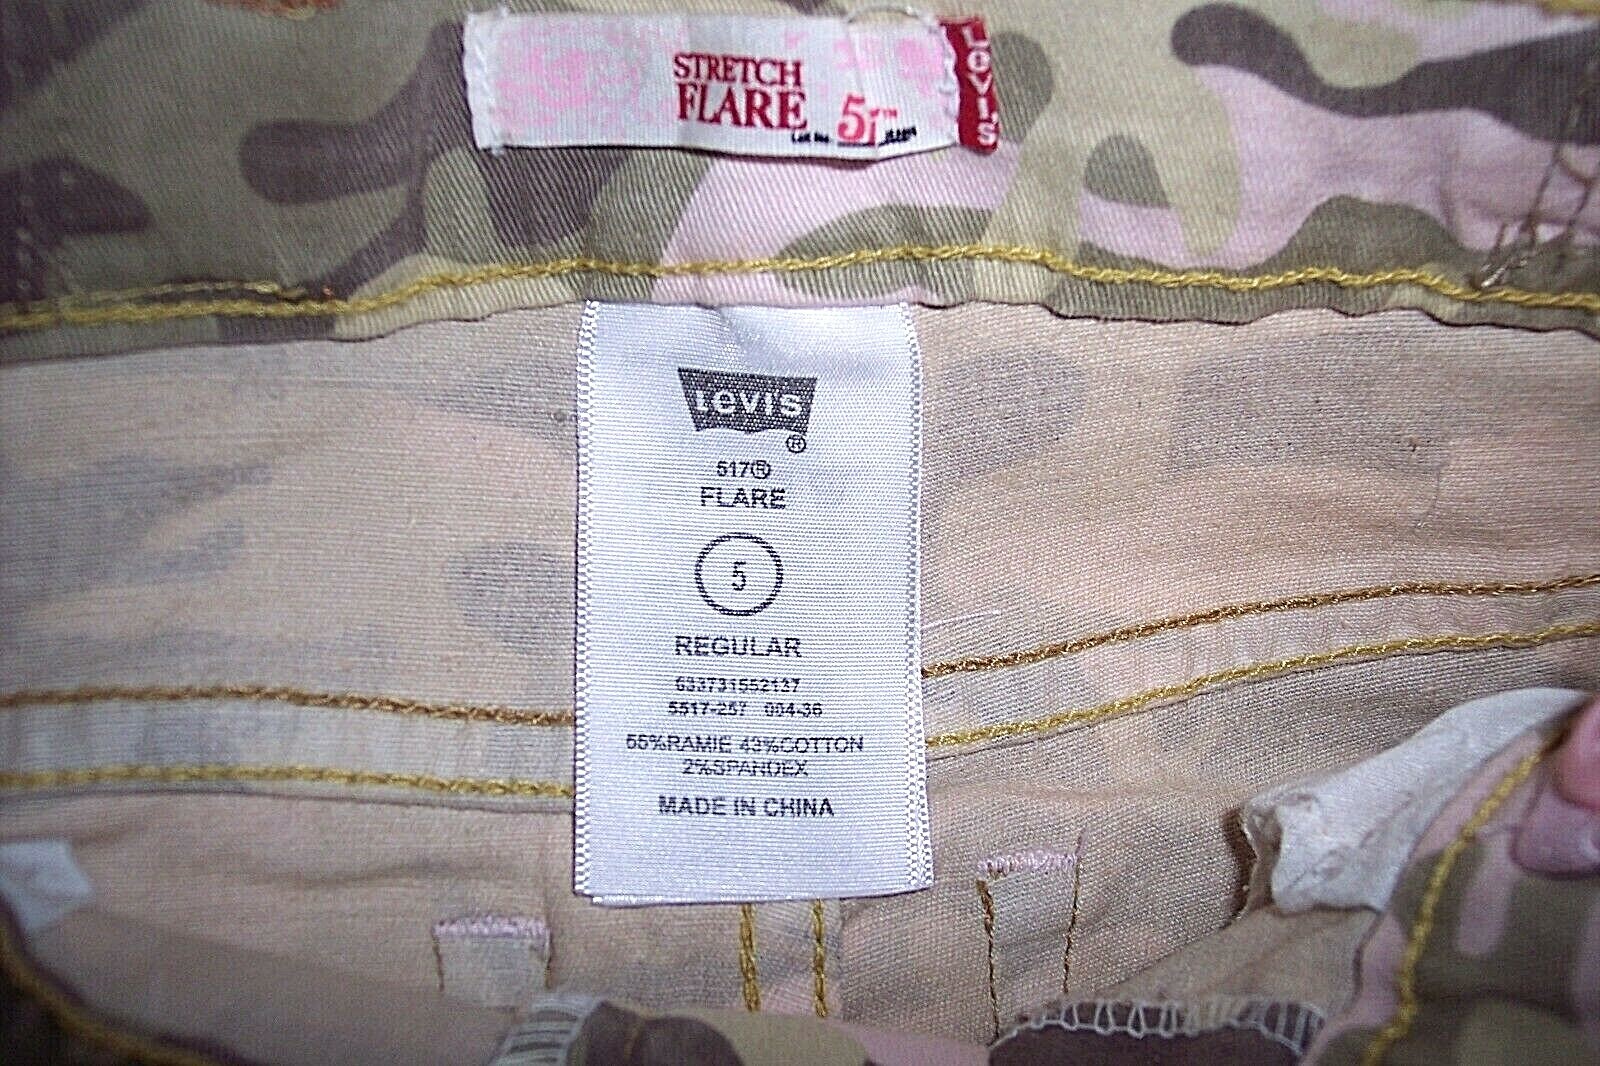 STRETCH
FLARE
51™
LEVI'S
LEVI'S
®
517®
FLARE
5
REGULAR
633731552137
5517-257 004-36
55%RAMIE 43%COTTON
2%SPANDEX
MADE IN CHINA